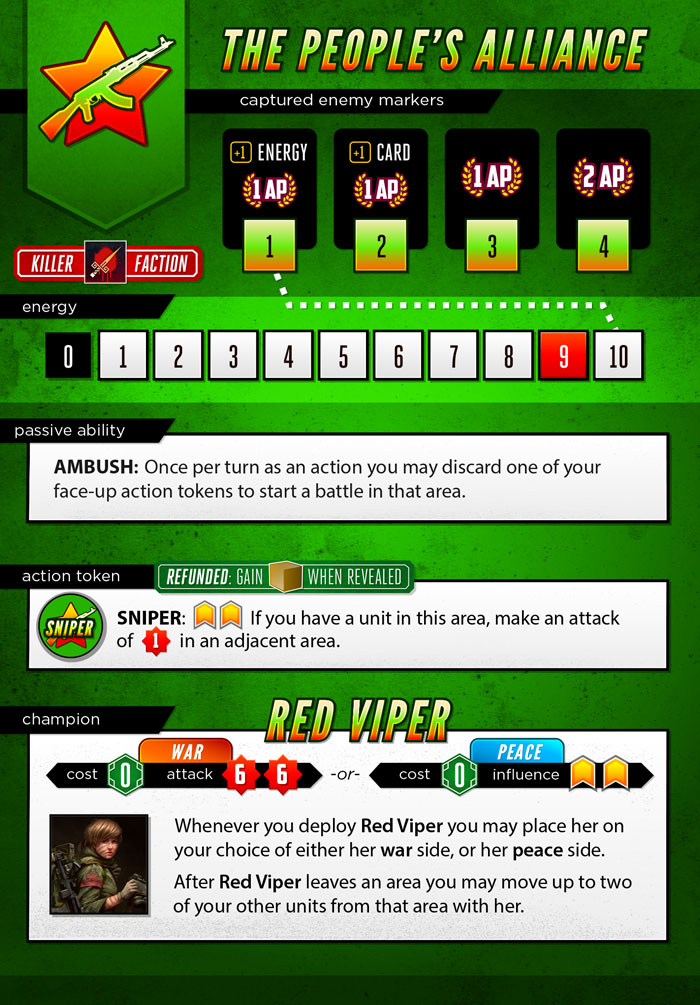 THE PEOPLE'S ALLIANCE
captured enemy markers
+1 ENERGY
1 AP
1
+1 CARD
1 AP
2
1 AP
3
2 AP
4
KILLER FACTION
energy
0 1 2 3 4 5 6 7 8 9 10
passive ability
AMBUSH: Once per turn as an action you may discard one of your
face-up action tokens to start a battle in that area.
action token
REFUNDED: GAIN WHEN REVEALED
SNIPER
SNIPER: If you have a unit in this area, make an attack
of 1 in an adjacent area.
champion
RED VIPER
WAR
cost 0 attack 6 6
-or-
PEACE
cost 0 influence
Whenever you deploy Red Viper you may place her on
your choice of either her war side, or her peace side.
After Red Viper leaves an area you may move up to two
of your other units from that area with her.